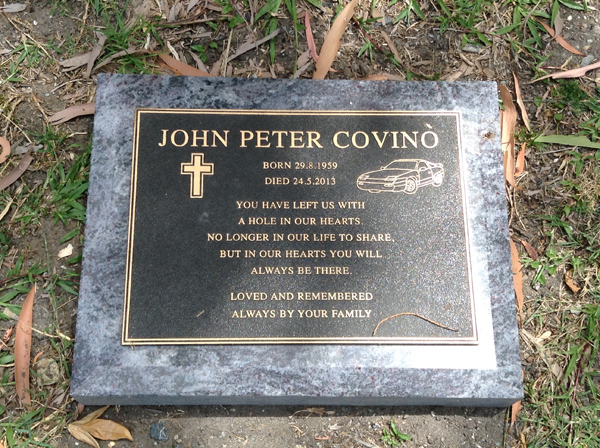 JOHN PETER COVINÒ
BORN 29.8.1959
DIED 24.5.2013
YOU HAVE LEFT US WITH
A HOLE IN OUR HEARTS.
NO LONGER IN OUR LIFE TO SHARE,
BUT IN OUR HEARTS YOU WILL
ALWAYS BE THERE.
LOVED AND REMEMBERED
ALWAYS BY YOUR FAMILY